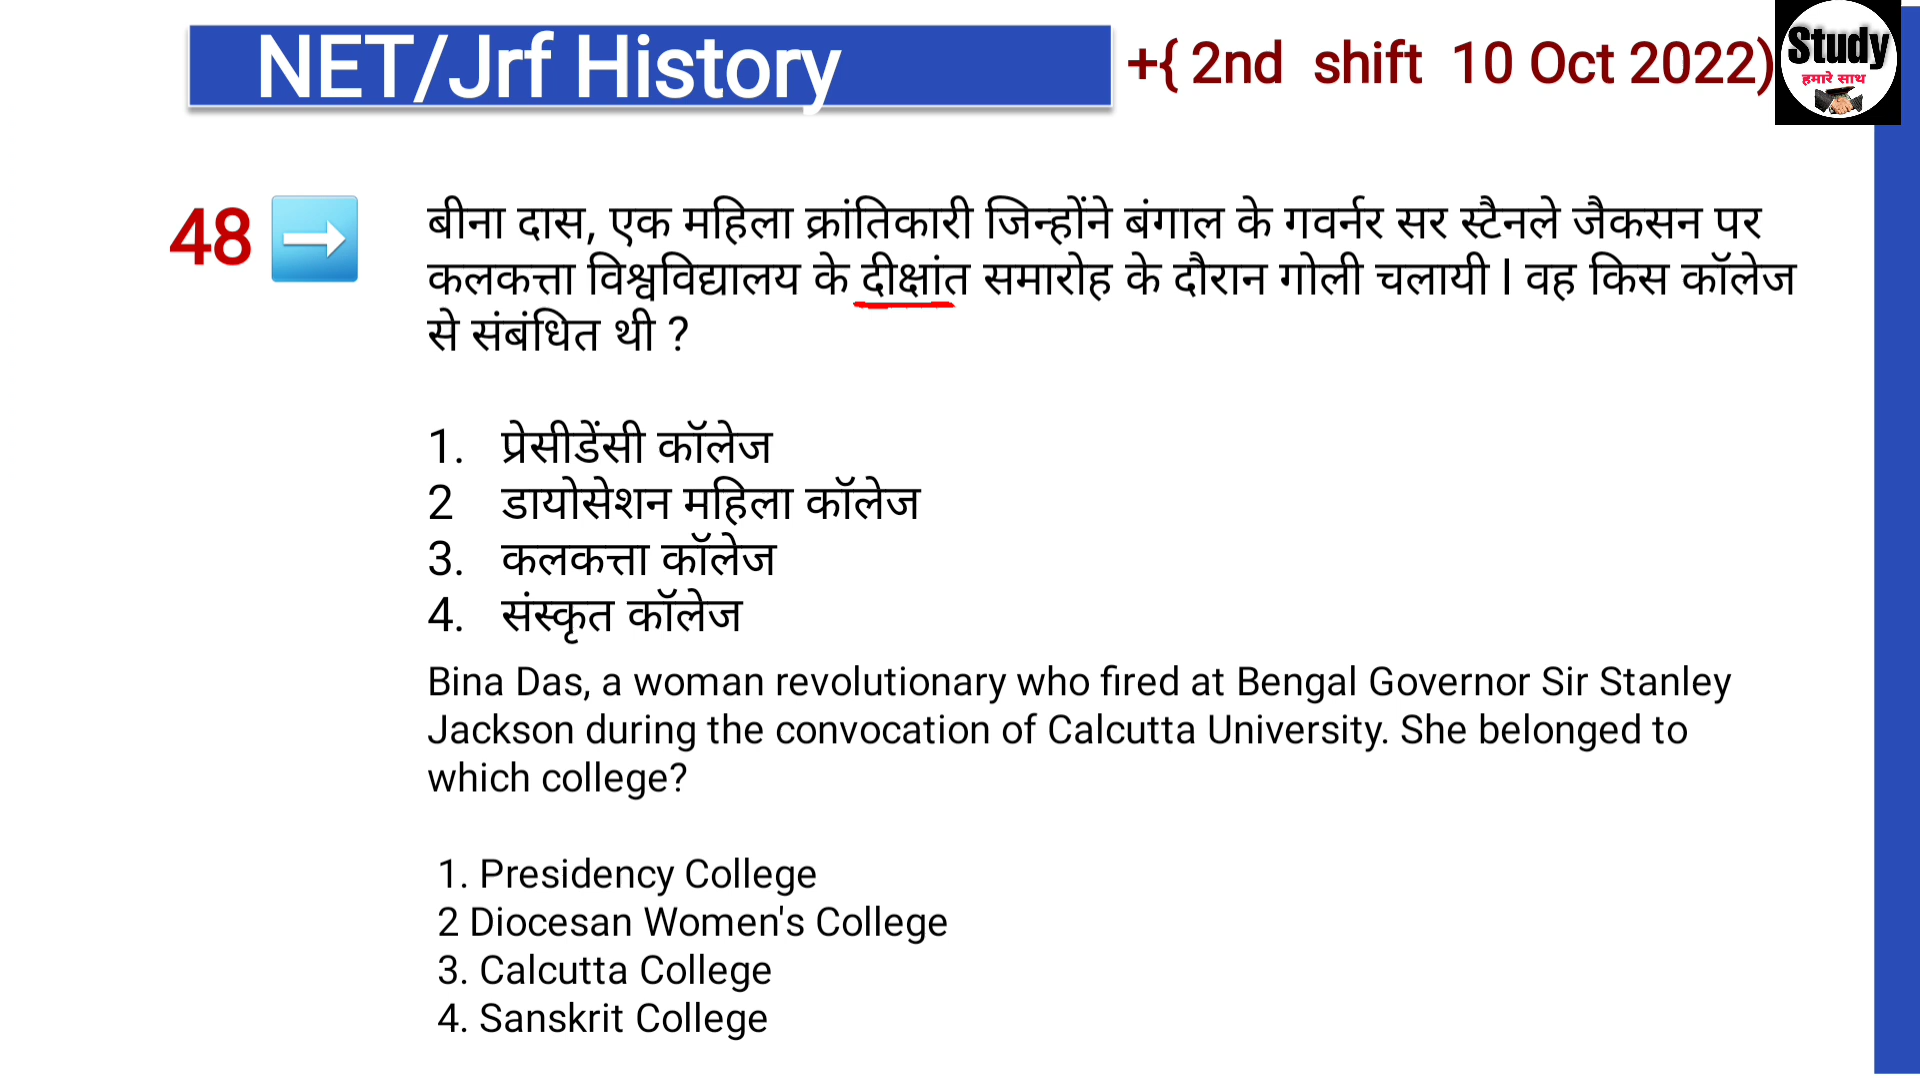 NET/Jrf History
+{ 2nd shift 10 Oct 2022)
Study
हमारे साथ
48
बीना दास, एक महिला क्रांतिकारी जिन्होंने बंगाल के गवर्नर सर स्टैनले जैकसन पर
कलकत्ता विश्वविद्यालय के दीक्षांत समारोह के दौरान गोली चलायी l वह किस कॉलेज
से संबंधित थी ?
1. प्रेसीडेंसी कॉलेज
2 डायोसेशन महिला कॉलेज
3. कलकत्ता कॉलेज
4. संस्कृत कॉलेज
Bina Das, a woman revolutionary who fired at Bengal Governor Sir Stanley
Jackson during the convocation of Calcutta University. She belonged to
which college?
1. Presidency College
2 Diocesan Women's College
3. Calcutta College
4. Sanskrit College